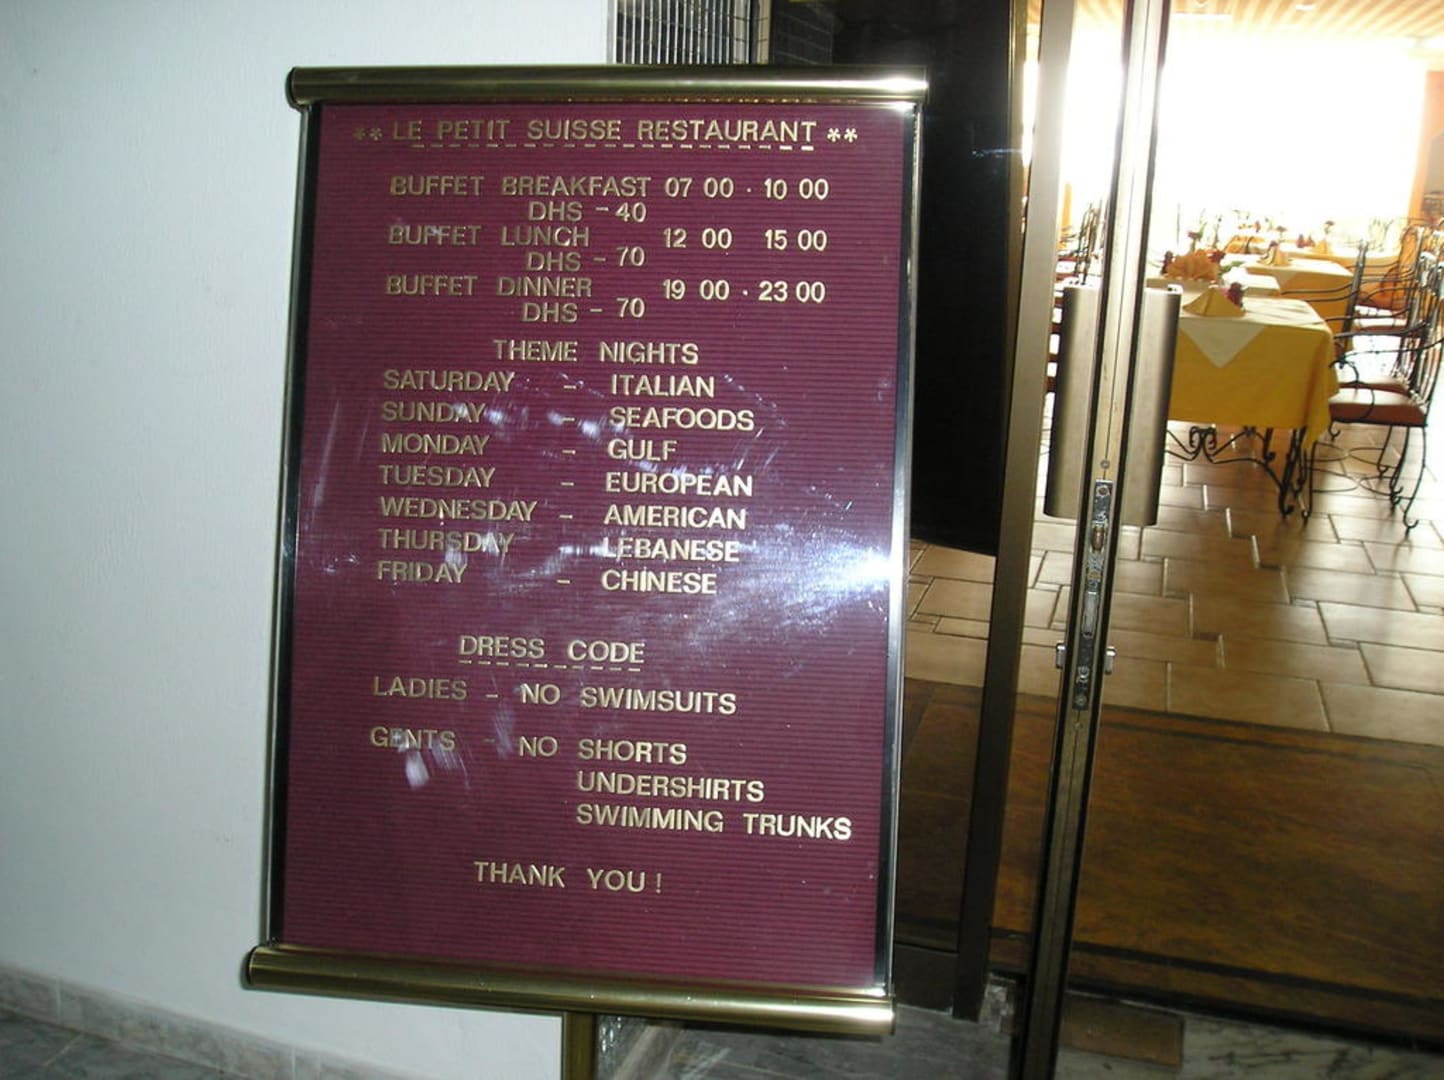 ** LE PETIT SUISSE RESTAURANT **
BUFFET BREAKFAST 07 00 - 10 00
DHS - 40
BUFFET LUNCH 12 00 15 00
DHS - 70
BUFFET DINNER 19 00 - 23 00
DHS - 70
THEME NIGHTS
SATURDAY - ITALIAN
SUNDAY - SEAFOODS
MONDAY - GULF
TUESDAY - EUROPEAN
WEDNESDAY - AMERICAN
THURSDAY LEBANESE
FRIDAY - CHINESE
DRESS CODE
LADIES - NO SWIMSUITS
GENTS - NO SHORTS
UNDERSHIRTS
SWIMMING TRUNKS
THANK YOU !